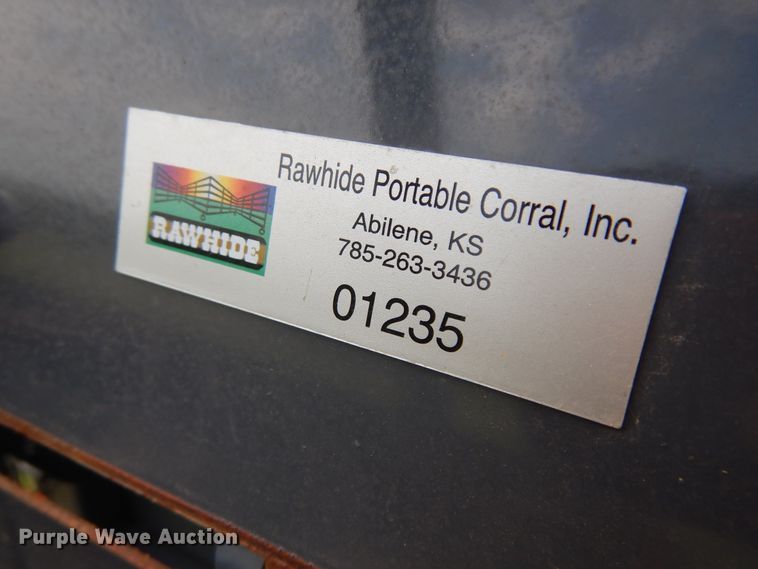 Rawhide Portable Corral, Inc.
RAWHIDE
Abilene, KS
785-263-3436
01235
Purple Wave Auction